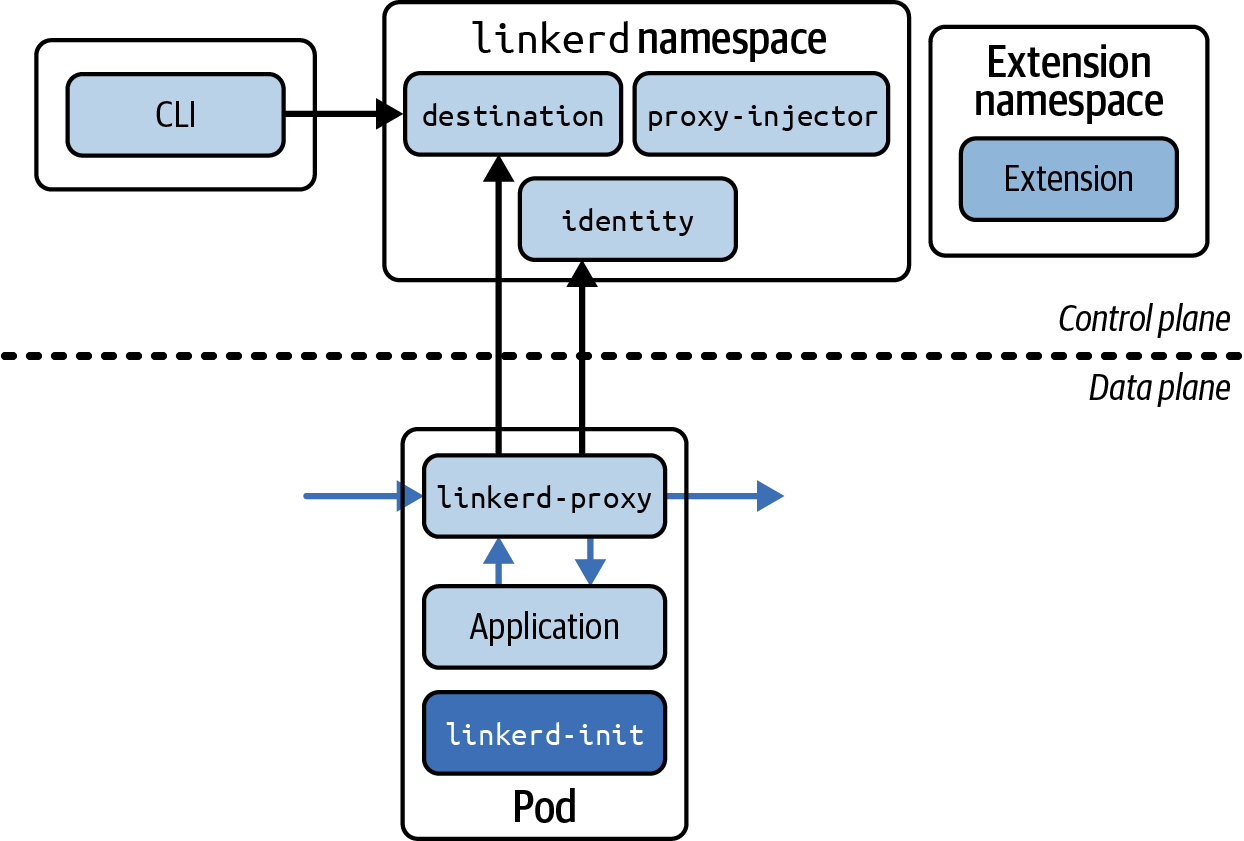 linkerd namespace
CLI
destination
proxy-injector
identity
Extension
namespace
Extension
Control plane
Data plane
linkerd-proxy
Application
linkerd-init
Pod